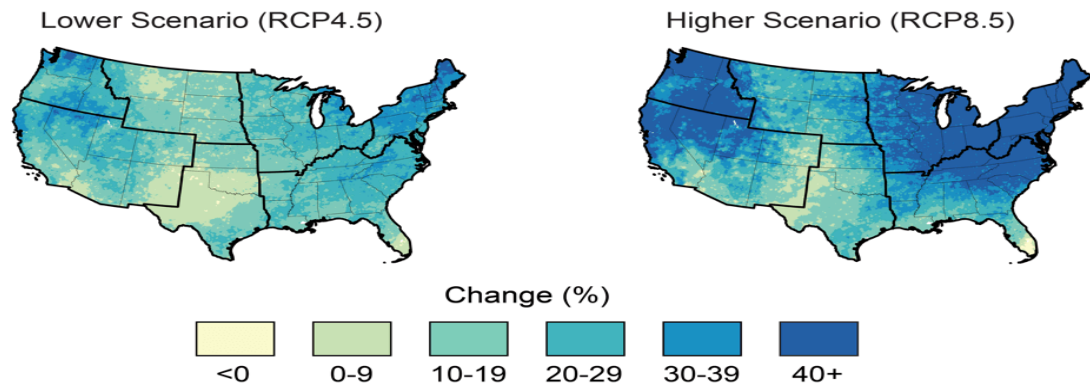 Lower Scenario (RCP4.5)
Higher Scenario (RCP8.5)
Change (%)
<0
0-9
10-19
20-29
30-39
40+